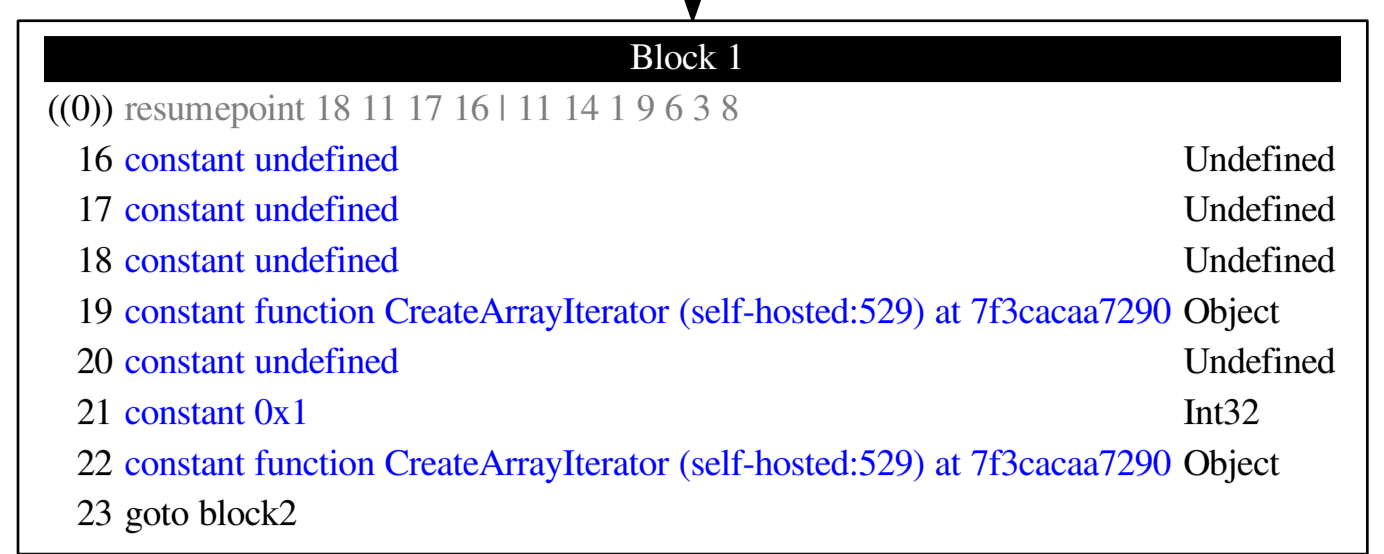 Block 1
((0)) resumepoint 18 11 17 16 | 11 14 1 9 6 3 8
16 constant undefined Undefined
17 constant undefined Undefined
18 constant undefined Undefined
19 constant function CreateArrayIterator (self-hosted:529) at 7f3cacaa7290 Object
20 constant undefined Undefined
21 constant 0x1 Int32
22 constant function CreateArrayIterator (self-hosted:529) at 7f3cacaa7290 Object
23 goto block2